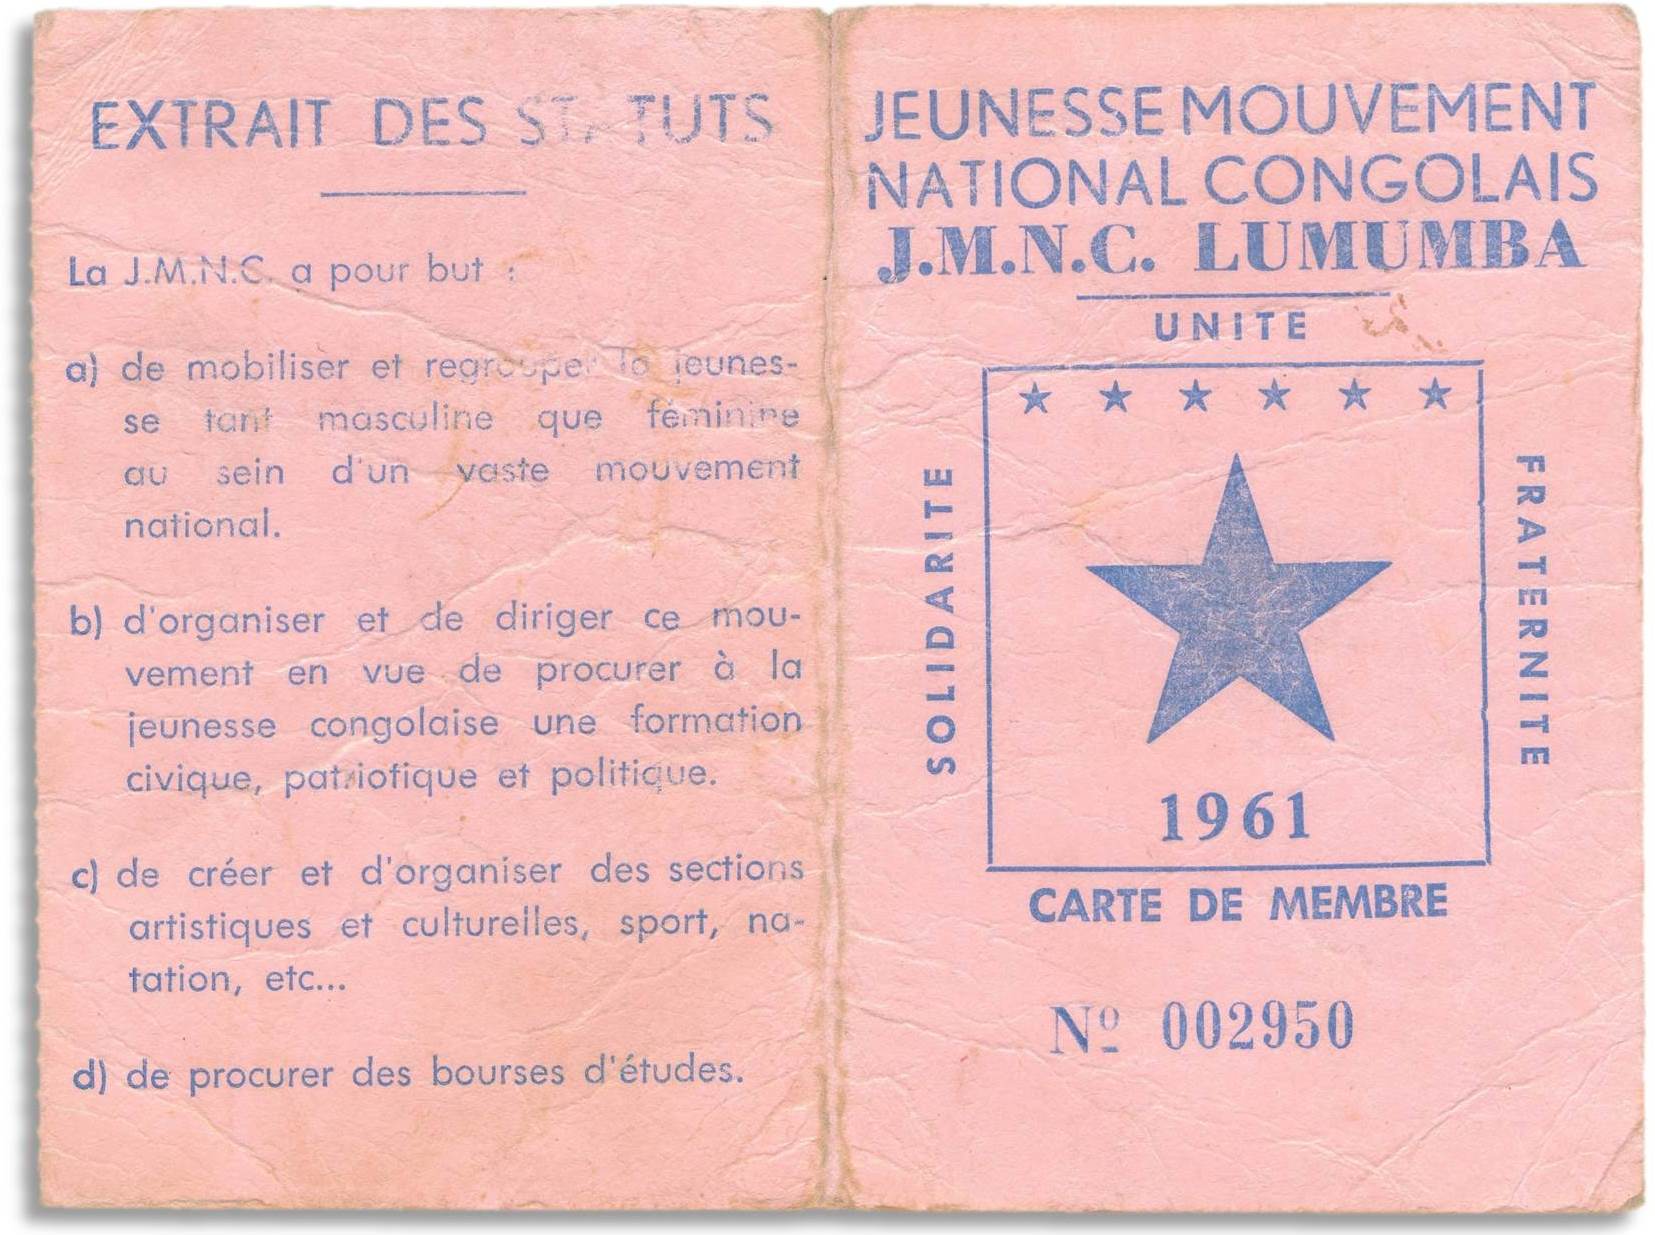 EXTRAIT DES STATUTS
La J.M.N.C. a pour but :
a) de mobiliser et regrouper la jeunes-
se tant masculine que féminine
au sein d'un vaste mouvement
national.
b) d'organiser et de diriger ce mou-
vement en vue de procurer à la
jeunesse congolaise une formation
civique, patriotique et politique.
c) de créer et d'organiser des sections
artistiques et culturelles, sport, na-
tation, etc...
d) de procurer des bourses d'études.
JEUNESSE MOUVEMENT
NATIONAL CONGOLAIS
J.M.N.C. LUMUMBA
UNITE
SOLIDARITE
FRATERNITE
1961
CARTE DE MEMBRE
Nº 002950